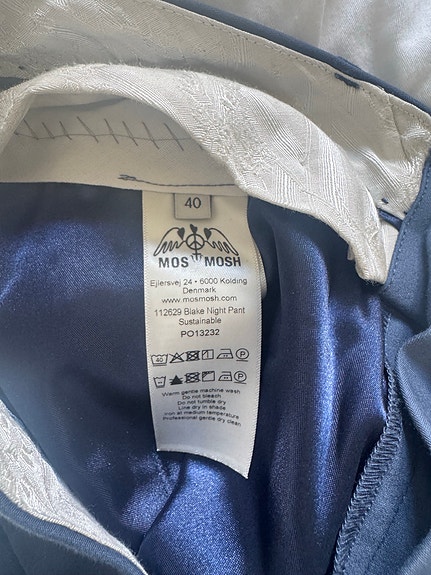 40
MOS MOSH
Ejlersvej 24 • 6000 Kolding
Denmark
www.mosmosh.com
112629 Blake Night Pant
Sustainable
PO13232
40 P
P
Warm gentle machine wash
Do not bleach
Do not tumble dry
Line dry in shade
Iron at medium temperature
Professional gentle dry clean